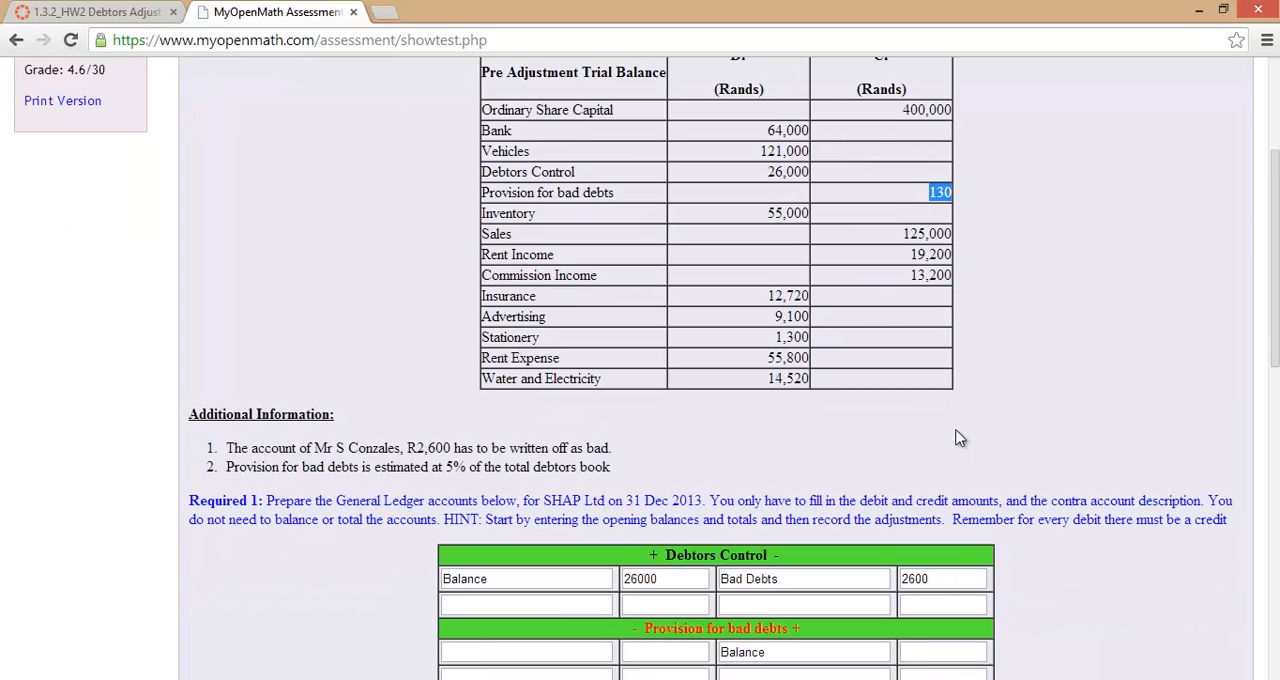 1.3.2_HW2 Debtors Adjust × MyOpenMath Assessment ×
https://www.myopenmath.com/assessment/showtest.php
Grade: 4.6/30
Print Version
Pre Adjustment Trial Balance (Rands) (Rands)
Ordinary Share Capital 400,000
Bank 64,000
Vehicles 121,000
Debtors Control 26,000
Provision for bad debts 130
Inventory 55,000
Sales 125,000
Rent Income 19,200
Commission Income 13,200
Insurance 12,720
Advertising 9,100
Stationery 1,300
Rent Expense 55,800
Water and Electricity 14,520
Additional Information:
1. The account of Mr S Conzales, R2,600 has to be written off as bad.
2. Provision for bad debts is estimated at 5% of the total debtors book
Required 1: Prepare the General Ledger accounts below, for SHAP Ltd on 31 Dec 2013. You only have to fill in the debit and credit amounts, and the contra account description. You
do not need to balance or total the accounts. HINT: Start by entering the opening balances and totals and then record the adjustments. Remember for every debit there must be a credit
+ Debtors Control -
Balance 26000 Bad Debts 2600
- Provision for bad debts +
Balance